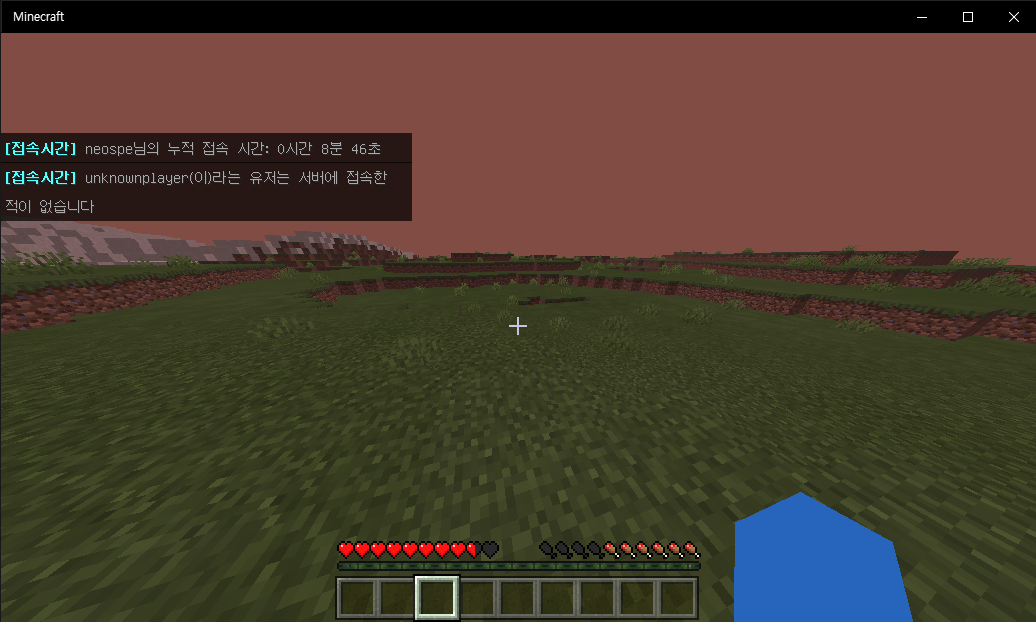 Minecraft
[접속시간] neospe님의 누적 접속 시간: 0시간 8분 46초
[접속시간] unknownplayer(이)라는 유저는 서버에 접속한
적이 없습니다